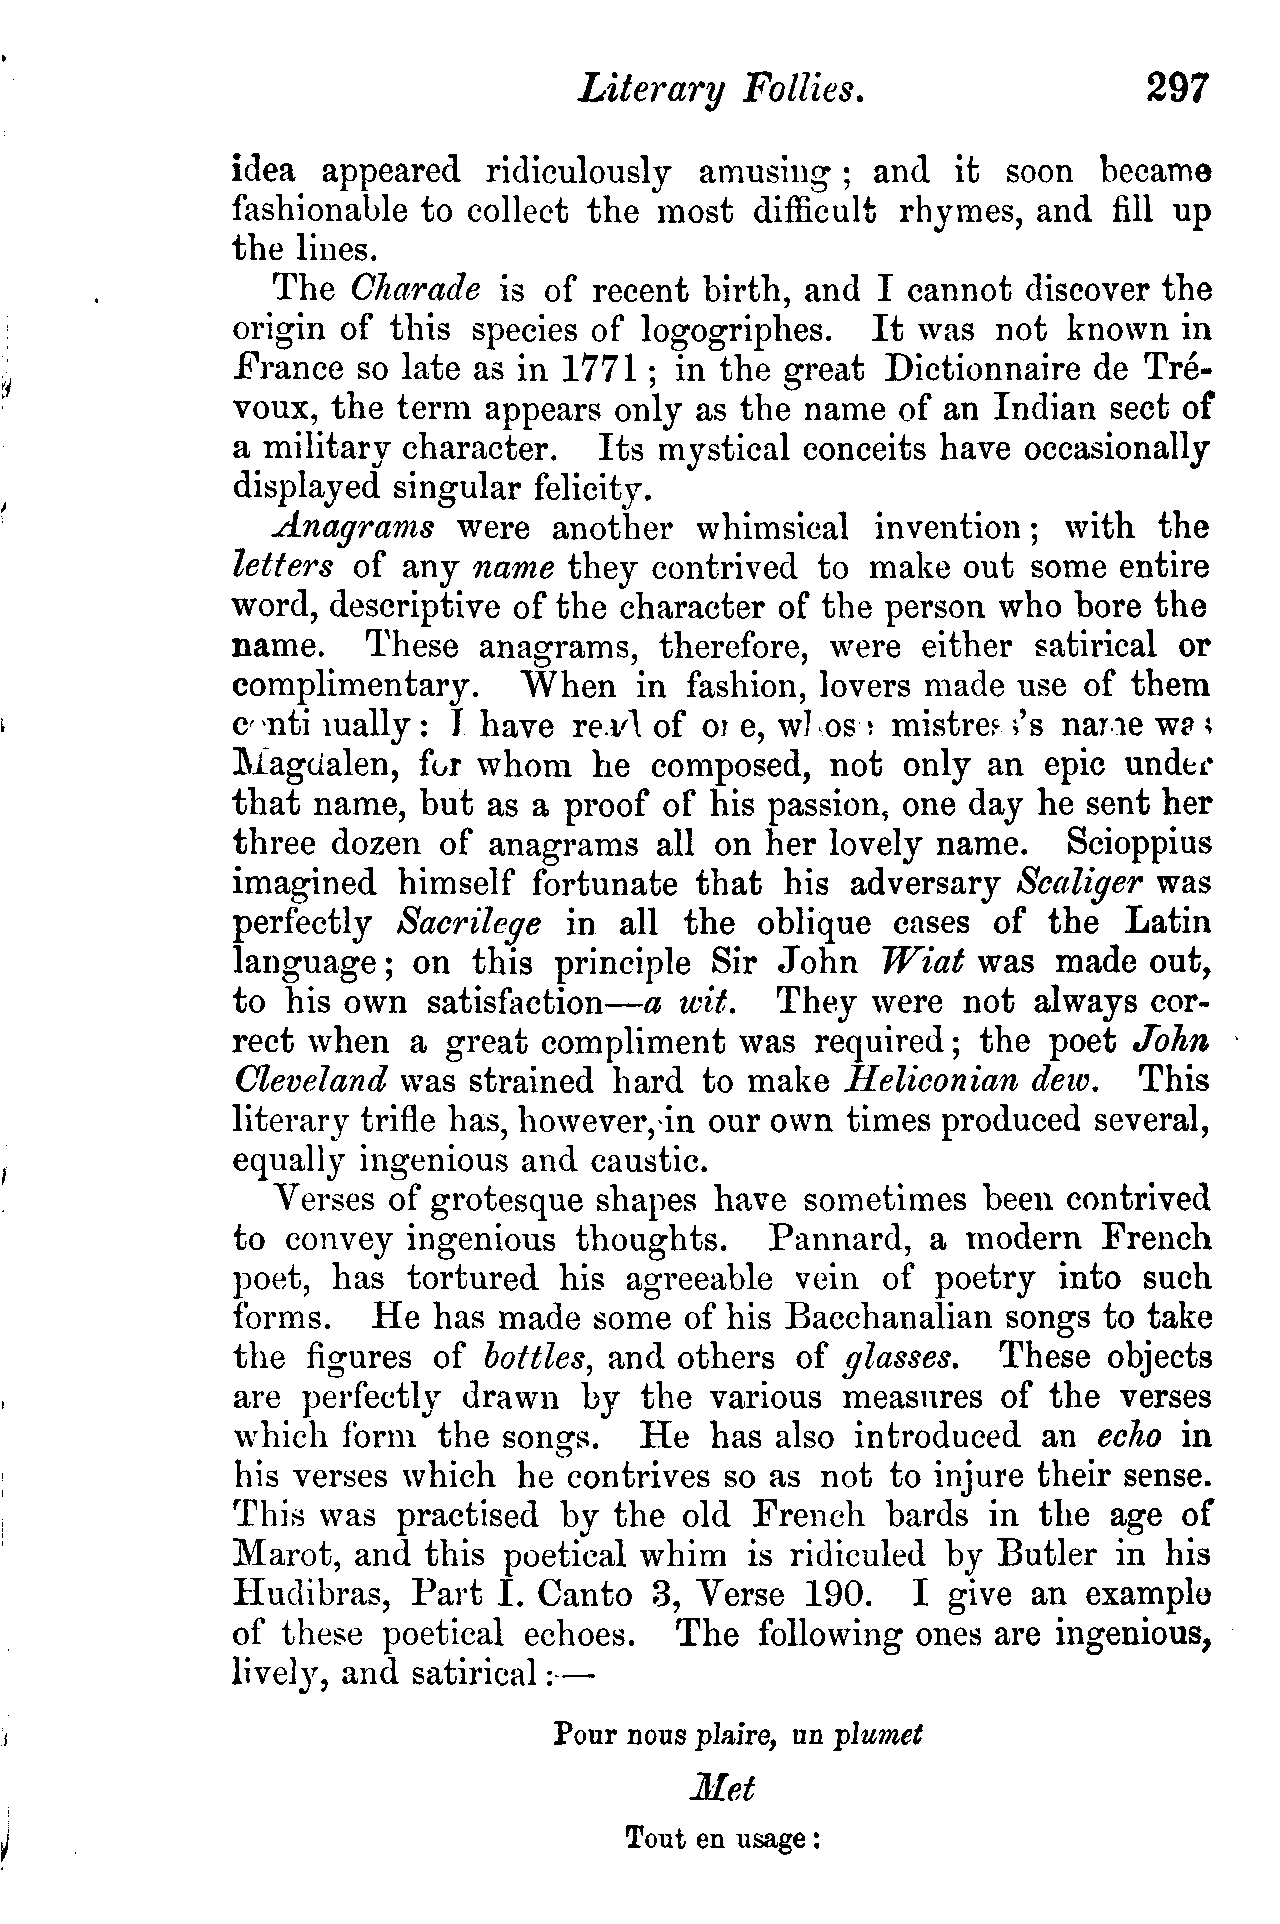 Literary Follies. 297
idea appeared ridiculously amusing; and it soon became
fashionable to collect the most difficult rhymes, and fill up
the lines.
The Charade is of recent birth, and I cannot discover the
origin of this species of logogriphes. It was not known in
France so late as in 1771; in the great Dictionnaire de Tré-
voux, the term appears only as the name of an Indian sect of
a military character. Its mystical conceits have occasionally
displayed singular felicity.
Anagrams were another whimsical invention; with the
letters of any name they contrived to make out some entire
word, descriptive of the character of the person who bore the
name. These anagrams, therefore, were either satirical or
complimentary. When in fashion, lovers made use of them
continually: I have read of one, whose mistress's name was
Magdalen, for whom he composed, not only an epic under
that name, but as a proof of his passion, one day he sent her
three dozen of anagrams all on her lovely name. Scioppius
imagined himself fortunate that his adversary Scaliger was
perfectly Sacrilege in all the oblique cases of the Latin
language; on this principle Sir John Wiat was made out,
to his own satisfaction—a wit. They were not always cor-
rect when a great compliment was required; the poet John
Cleveland was strained hard to make Heliconian dew. This
literary trifle has, however, in our own times produced several,
equally ingenious and caustic.
Verses of grotesque shapes have sometimes been contrived
to convey ingenious thoughts. Pannard, a modern French
poet, has tortured his agreeable vein of poetry into such
forms. He has made some of his Bacchanalian songs to take
the figures of bottles, and others of glasses. These objects
are perfectly drawn by the various measures of the verses
which form the songs. He has also introduced an echo in
his verses which he contrives so as not to injure their sense.
This was practised by the old French bards in the age of
Marot, and this poetical whim is ridiculed by Butler in his
Hudibras, Part I. Canto 3, Verse 190. I give an example
of these poetical echoes. The following ones are ingenious,
lively, and satirical:—
Pour nous plaire, un plumet
Met
Tout en usage: